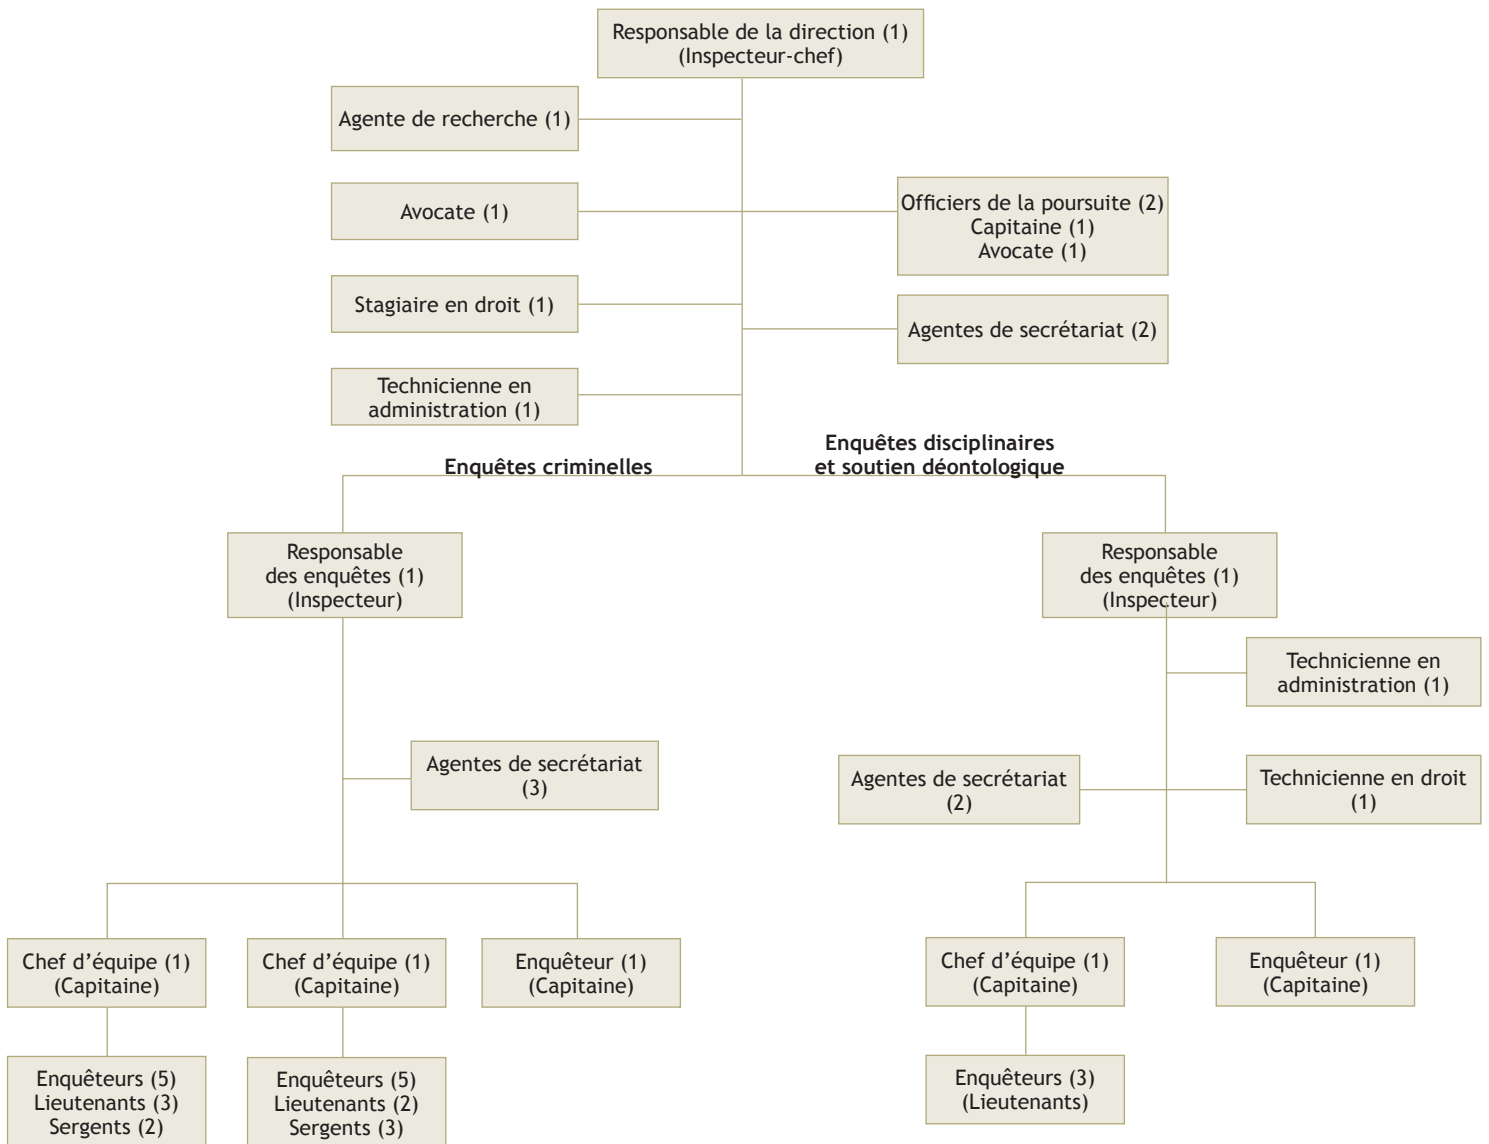 Responsable de la direction (1)
(Inspecteur-chef)
Agente de recherche (1)
Avocate (1)
Officiers de la poursuite (2)
Capitaine (1)
Avocate (1)
Stagiaire en droit (1)
Agentes de secrétariat (2)
Technicienne en
administration (1)
Enquêtes criminelles
Enquêtes disciplinaires
et soutien déontologique
Responsable
des enquêtes (1)
(Inspecteur)
Responsable
des enquêtes (1)
(Inspecteur)
Technicienne en
administration (1)
Agentes de secrétariat
(3)
Agentes de secrétariat
(2)
Technicienne en droit
(1)
Chef d’équipe (1)
(Capitaine)
Chef d’équipe (1)
(Capitaine)
Enquêteur (1)
(Capitaine)
Chef d’équipe (1)
(Capitaine)
Enquêteur (1)
(Capitaine)
Enquêteurs (5)
Lieutenants (3)
Sergents (2)
Enquêteurs (5)
Lieutenants (2)
Sergents (3)
Enquêteurs (3)
(Lieutenants)